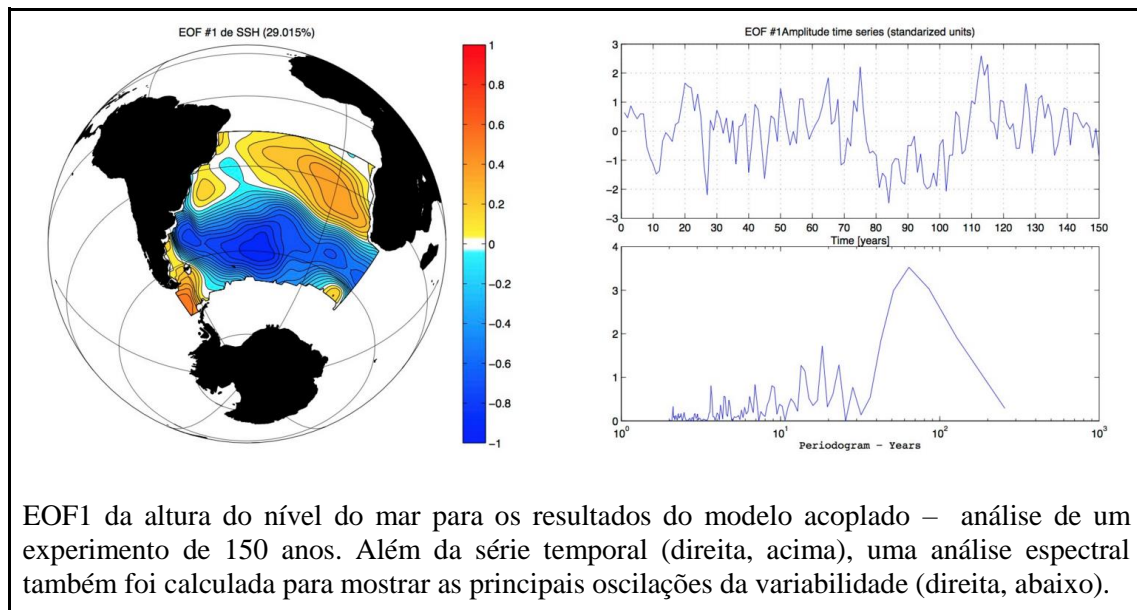 EOF #1 de SSH (29.015%)
1
0.8
0.6
0.4
0.2
0
−0.2
−0.4
−0.6
−0.8
−1
EOF #1Amplitude time series (standarized units)
3
2
1
0
−1
−2
−3
0 10 20 30 40 50 60 70 80 90 100 110 120 130 140 150
Time [years]
4
3
2
1
0
10^0 10^1 10^2 10^3
Periodogram − Years
EOF1 da altura do nível do mar para os resultados do modelo acoplado – análise de um
experimento de 150 anos. Além da série temporal (direita, acima), uma análise espectral
também foi calculada para mostrar as principais oscilações da variabilidade (direita, abaixo).